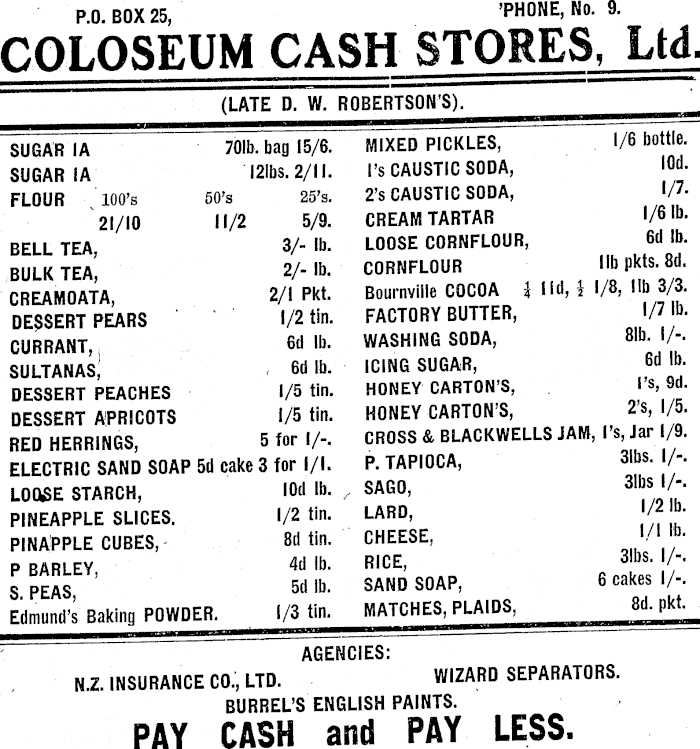 P.O. BOX 25,
'PHONE, No. 9.
COLOSEUM CASH STORES, Ltd.
(LATE D. W. ROBERTSON'S).
SUGAR IA 70lb. bag 15/6.
SUGAR IA 12lbs. 2/11.
FLOUR 100's 50's 25's.
21/10 11/2 5/9.
BELL TEA, 3/- lb.
BULK TEA, 2/- lb.
CREAMOATA, 2/1 Pkt.
DESSERT PEARS 1/2 tin.
CURRANT, 6d lb.
SULTANAS, 6d lb.
DESSERT PEACHES 1/5 tin.
DESSERT APRICOTS 1/5 tin.
RED HERRINGS, 5 for 1/-.
ELECTRIC SAND SOAP 5d cake 3 for 1/1.
LOOSE STARCH, 10d lb.
PINEAPPLE SLICES. 1/2 tin.
PINAPPLE CUBES, 8d tin.
P BARLEY, 4d lb.
S. PEAS, 5d lb.
Edmund's Baking POWDER. 1/3 tin.
MIXED PICKLES, 1/6 bottle.
1's CAUSTIC SODA, 10d.
2's CAUSTIC SODA, 1/7.
CREAM TARTAR 1/6 lb.
LOOSE CORNFLOUR, 6d lb.
CORNFLOUR 1lb pkts. 8d.
Bournville COCOA ¼ 11d, ½ 1/8, 1lb 3/3.
FACTORY BUTTER, 1/7 lb.
WASHING SODA, 8lb. 1/-.
ICING SUGAR, 6d lb.
HONEY CARTON'S, 1's, 9d.
HONEY CARTON'S, 2's, 1/5.
CROSS & BLACKWELLS JAM, 1's, Jar 1/9.
P. TAPIOCA, 3lbs. 1/-.
SAGO, 3lbs 1/-.
LARD, 1/2 lb.
CHEESE, 1/1 lb.
RICE, 3lbs. 1/-.
SAND SOAP, 6 cakes 1/-.
MATCHES, PLAIDS, 8d. pkt.
AGENCIES:
N.Z. INSURANCE CO., LTD. WIZARD SEPARATORS.
BURREL'S ENGLISH PAINTS.
PAY CASH and PAY LESS.